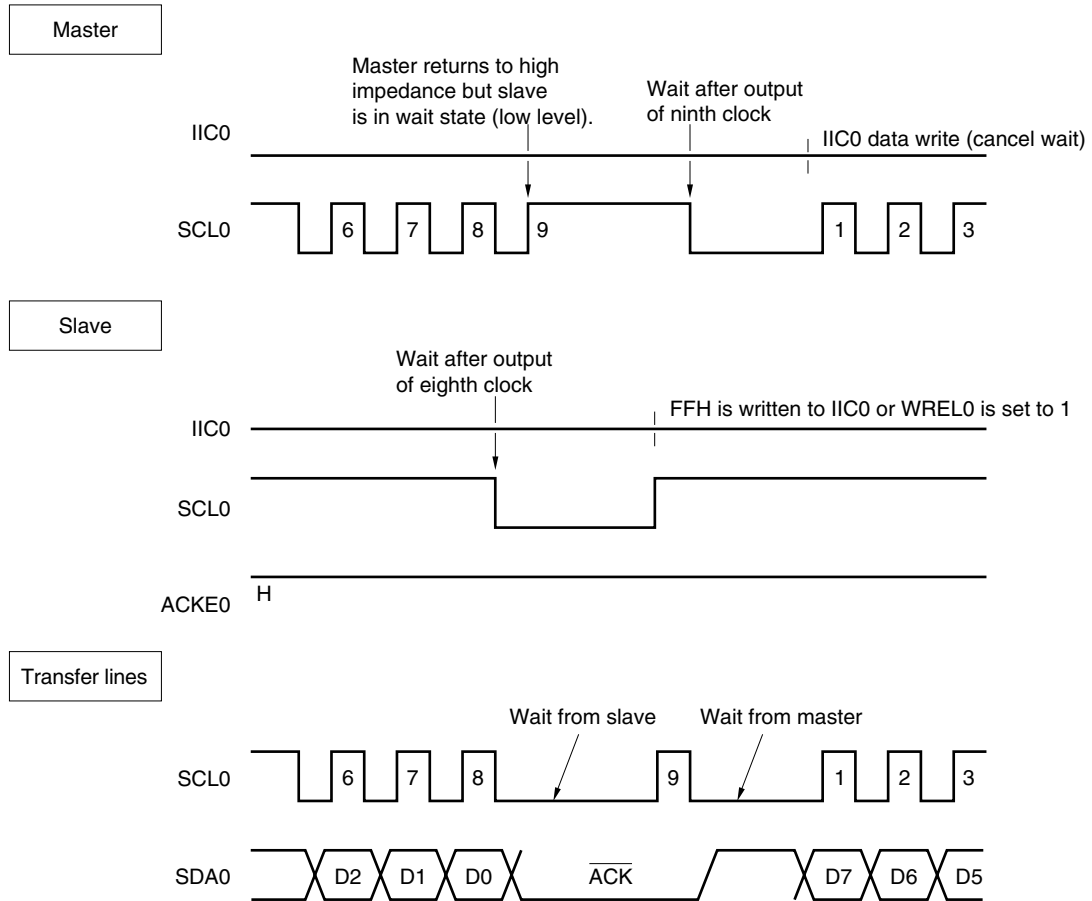 Master
Master returns to high
impedance but slave
is in wait state (low level).
Wait after output
of ninth clock
IIC0
IIC0 data write (cancel wait)
SCL0
6 7 8 9 1 2 3
Slave
Wait after output
of eighth clock
FFH is written to IIC0 or WREL0 is set to 1
IIC0
SCL0
H
ACKE0
Transfer lines
Wait from slave Wait from master
SCL0
6 7 8 9 1 2 3
SDA0
D2 D1 D0 ACK D7 D6 D5